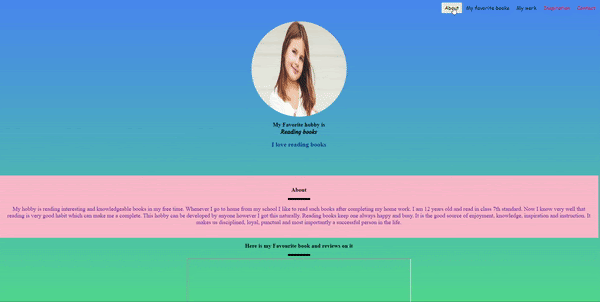 About My Favorite books My work Contact
My Favorite hobby is
Reading books
I love reading books
About
My hobby is reading interesting and knowledgeable books in my free time. Whenever I go to home from my school I like to read such books after completing my home work. I am 12 years old and read in class 7th standard. Now I know very well that
reading is very good habit which can make me a complete. This hobby can be developed by anyone however I got this naturally. Reading books keep one always happy and busy. It is the good source of enjoyment, knowledge, inspiration and instruction. It
makes us disciplined, loyal, punctual and most importantly a successful person in the life.
Here is my Favourite book and reviews on it